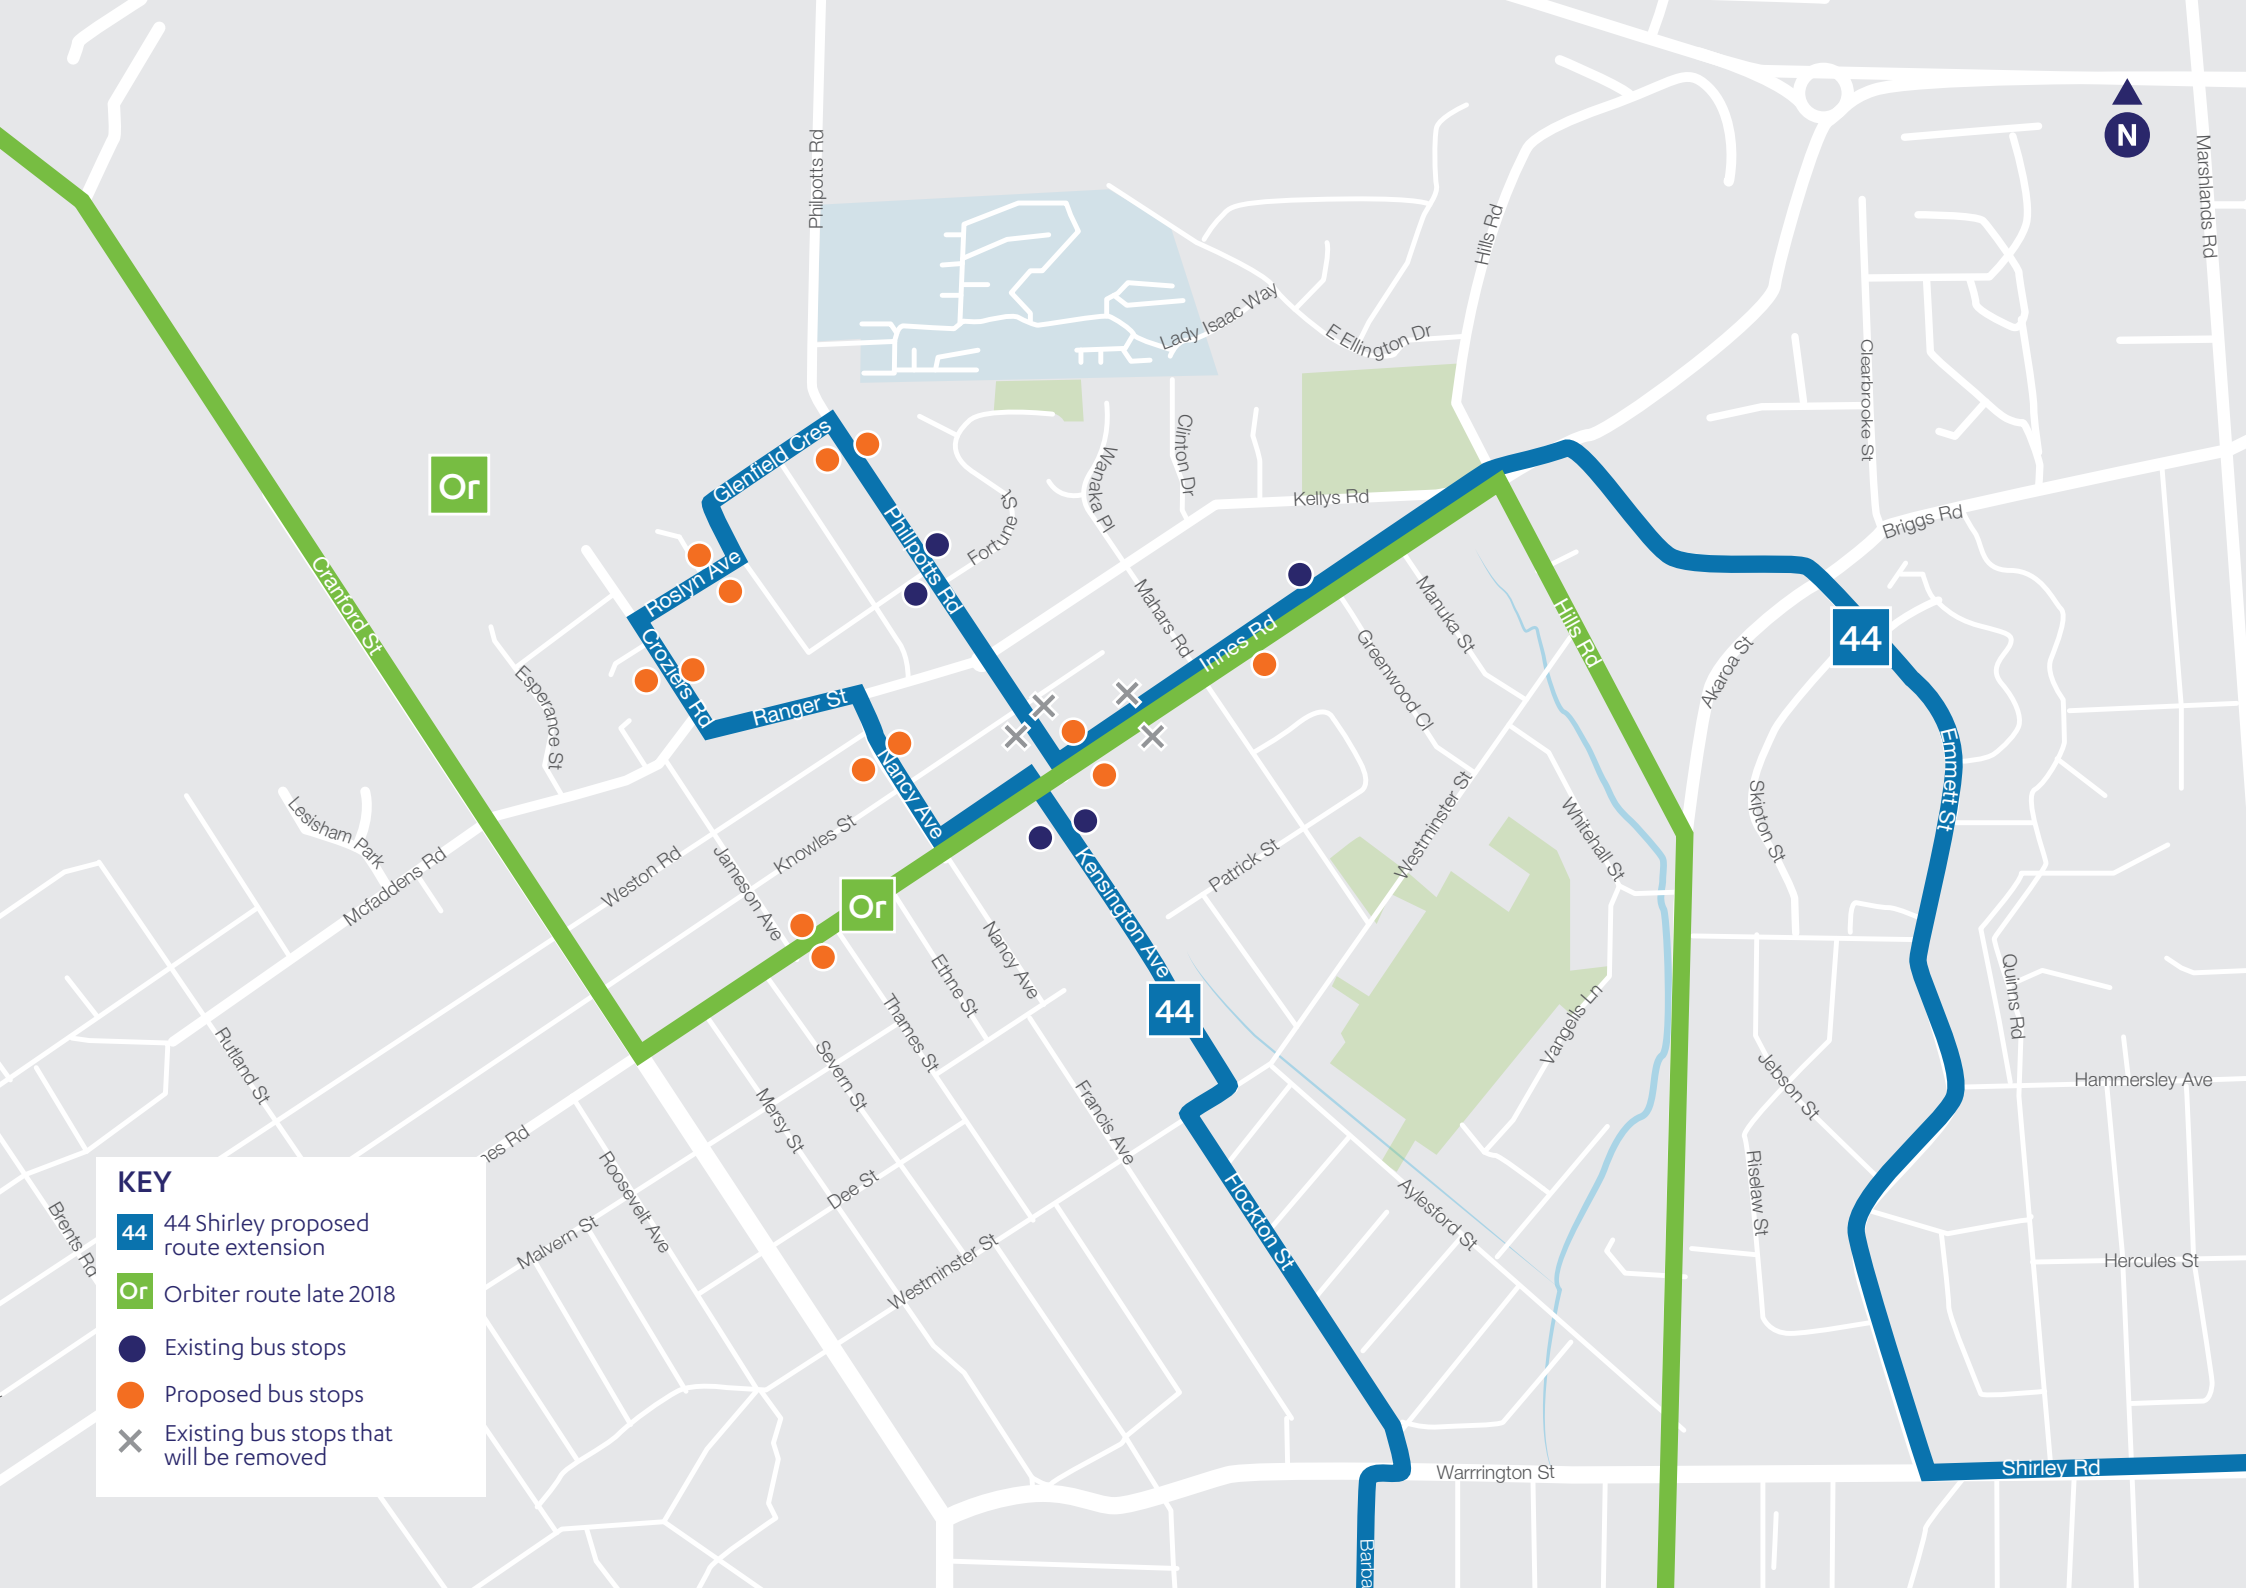 Philpotts Rd
Hills Rd
Marshlands Rd
N
Lady Isaac Way
E Ellington Dr
Clearbrooke St
Glenfield Cres
Or
Philpotts Rd
Fortune St
Wanaka Pl
Clinton Dr
Kellys Rd
Briggs Rd
Cranford St
Roslyn Ave
Croziers Rd
Ranger St
Esperance St
Mahars Rd
Innes Rd
Manuka St
Greenwood Cl
Hills Rd
Akaroa St
44
Emmett St
Nancy Ave
Lesisham Park
Mcfaddens Rd
Weston Rd
Knowles St
Jameson Ave
Or
Kensington Ave
Patrick St
Westminster St
Whitehall St
Skipton St
Ethne St
Nancy Ave
44
Vangells Ln
Quinns Rd
Rutland St
Thames St
Severn St
Mersy St
Francis Ave
Jebson St
Hammersley Ave
nes Rd
Roosevelt Ave
Malvern St
Dee St
Westminster St
Flockton St
Aylesford St
Riselaw St
Hercules St
Brents Rd
Warrrington St
Shirley Rd
Barba
KEY
44
44 Shirley proposed
route extension
Or
Orbiter route late 2018
Existing bus stops
Proposed bus stops
Existing bus stops that
will be removed